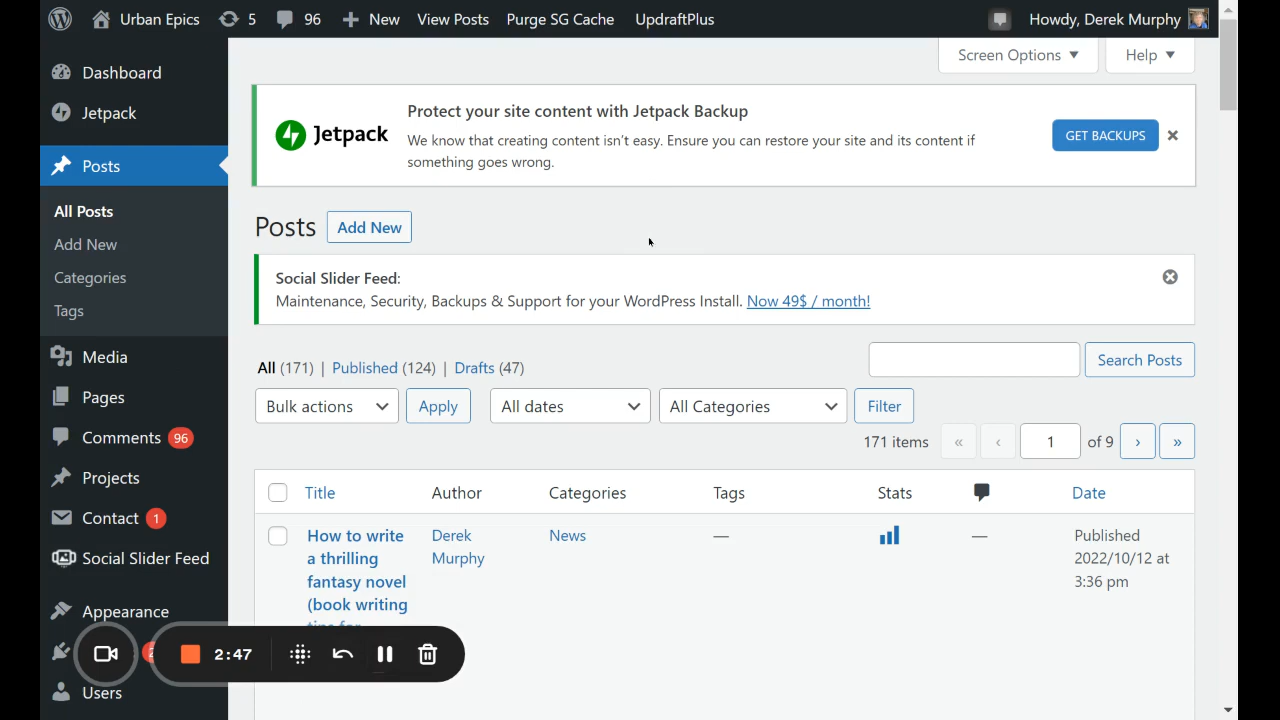 Urban Epics 5 96 New View Posts Purge SG Cache UpdraftPlus Howdy, Derek Murphy
Screen Options Help
Dashboard
Jetpack
Posts
All Posts
Add New
Categories
Tags
Media
Pages
Comments 96
Projects
Contact 1
Social Slider Feed
Appearance
Users
Jetpack
Protect your site content with Jetpack Backup
We know that creating content isn't easy. Ensure you can restore your site and its content if
something goes wrong.
GET BACKUPS
Posts Add New
Social Slider Feed:
Maintenance, Security, Backups & Support for your WordPress Install. Now 49$ / month!
All (171) | Published (124) | Drafts (47)
Search Posts
Bulk actions Apply All dates All Categories Filter
171 items « ‹ 1 of 9 › »
Title Author Categories Tags Stats Date
How to write
a thrilling
fantasy novel
(book writing
Derek
Murphy
News
—
—
Published
2022/10/12 at
3:36 pm
2:47